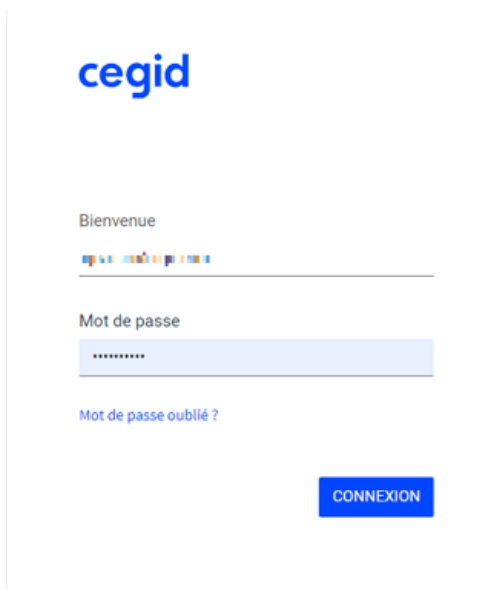 cegid
Bienvenue
Mot de passe
••••••••••
Mot de passe oublié ?
CONNEXION